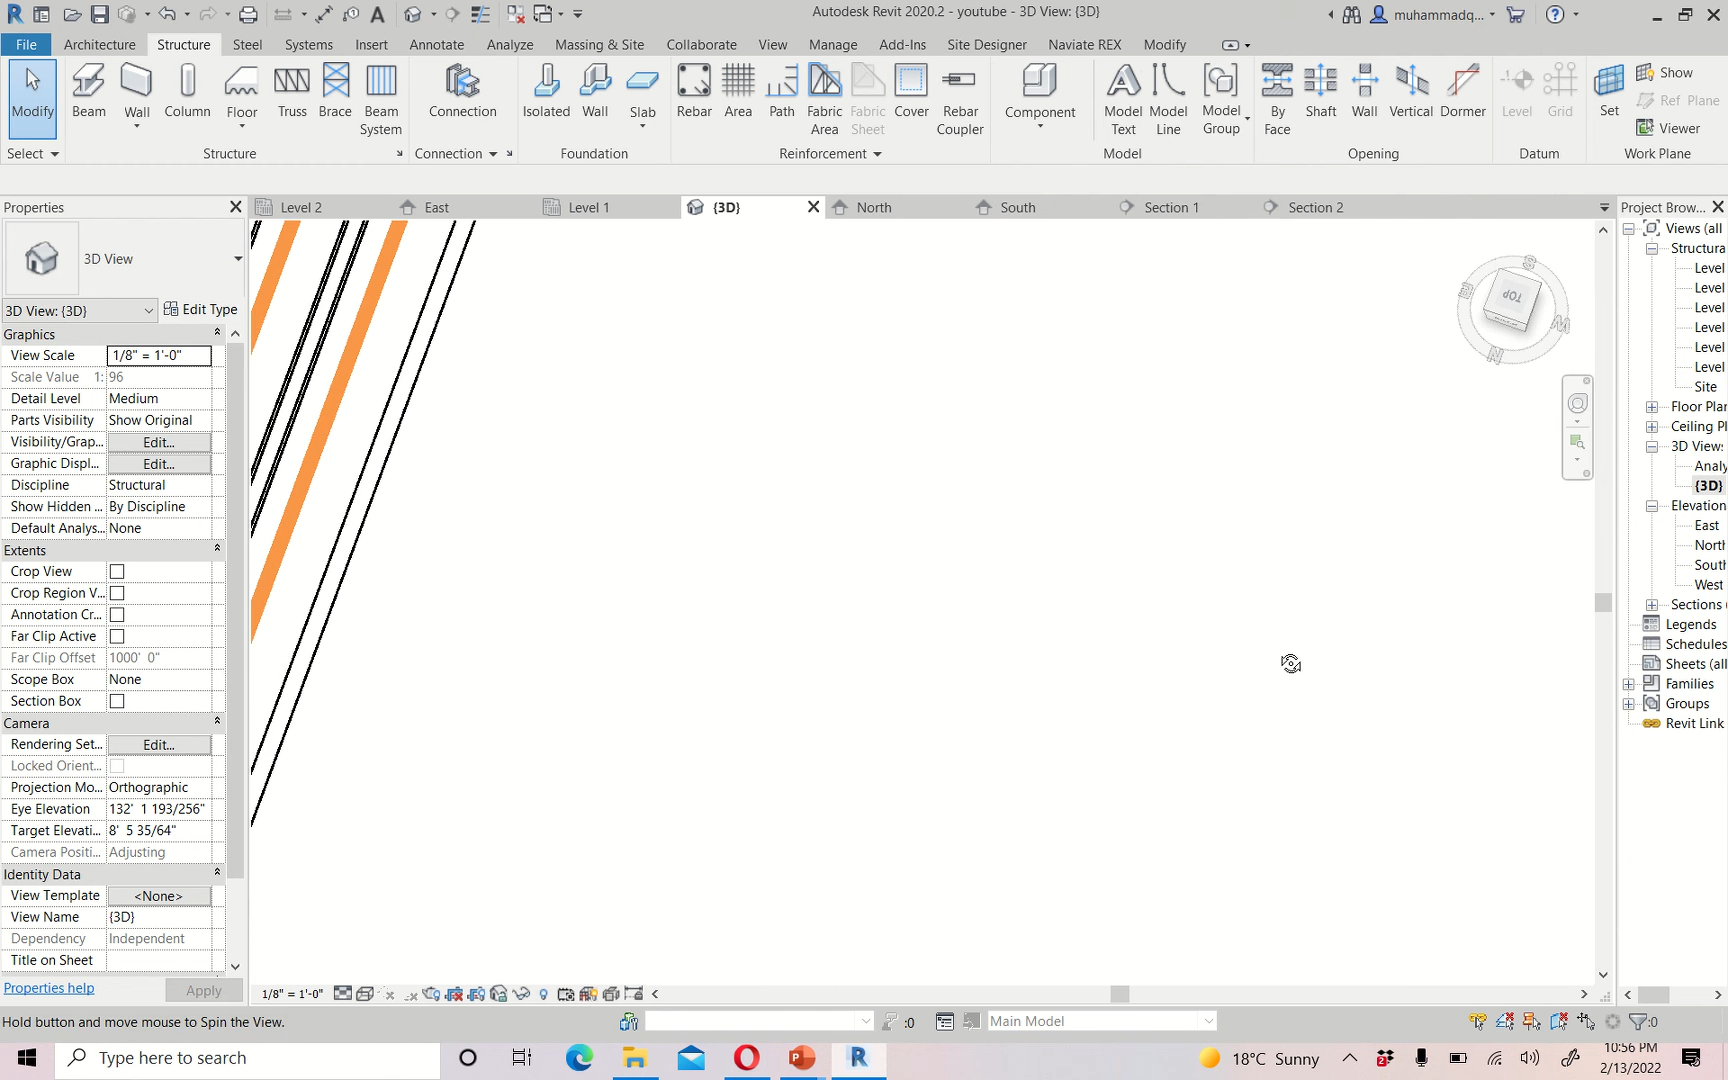 Autodesk Revit 2020.2 - youtube - 3D View: {3D}
muhammadq...
File Architecture Structure Steel Systems Insert Annotate Analyze Massing & Site Collaborate View Manage Add-Ins Site Designer Naviate REX Modify
Modify Beam Wall Column Floor Truss Brace Beam System Connection Isolated Wall Slab Rebar Area Path Fabric Area Fabric Sheet Cover Rebar Coupler Component Model Text Model Line Model Group By Face Shaft Wall Vertical Dormer Level Grid Set Show Ref Plane Viewer
Select Structure Connection Foundation Reinforcement Model Opening Datum Work Plane
Properties
Level 2 East Level 1 {3D} North South Section 1 Section 2
Project Brow...
3D View
3D View: {3D} Edit Type
Graphics
View Scale 1/8" = 1'-0"
Scale Value 1: 96
Detail Level Medium
Parts Visibility Show Original
Visibility/Grap... Edit...
Graphic Displ... Edit...
Discipline Structural
Show Hidden ... By Discipline
Default Analys... None
Extents
Crop View
Crop Region V...
Annotation Cr...
Far Clip Active
Far Clip Offset 1000' 0"
Scope Box None
Section Box
Camera
Rendering Set... Edit...
Locked Orient...
Projection Mo... Orthographic
Eye Elevation 132' 1 193/256"
Target Elevati... 8' 5 35/64"
Camera Positi... Adjusting
Identity Data
View Template <None>
View Name {3D}
Dependency Independent
Title on Sheet
Properties help Apply
TOP
S
E
W
N
Views (all
Structura
Level
Level
Level
Level
Level
Level
Site
Floor Plan
Ceiling Pl
3D Views
Analy
{3D}
Elevation
East
North
South
West
Sections (
Legends
Schedules
Sheets (all
Families
Groups
Revit Link
1/8" = 1'-0"
Hold button and move mouse to Spin the View.
:0
Main Model
:0
Type here to search
18°C Sunny
10:56 PM
2/13/2022